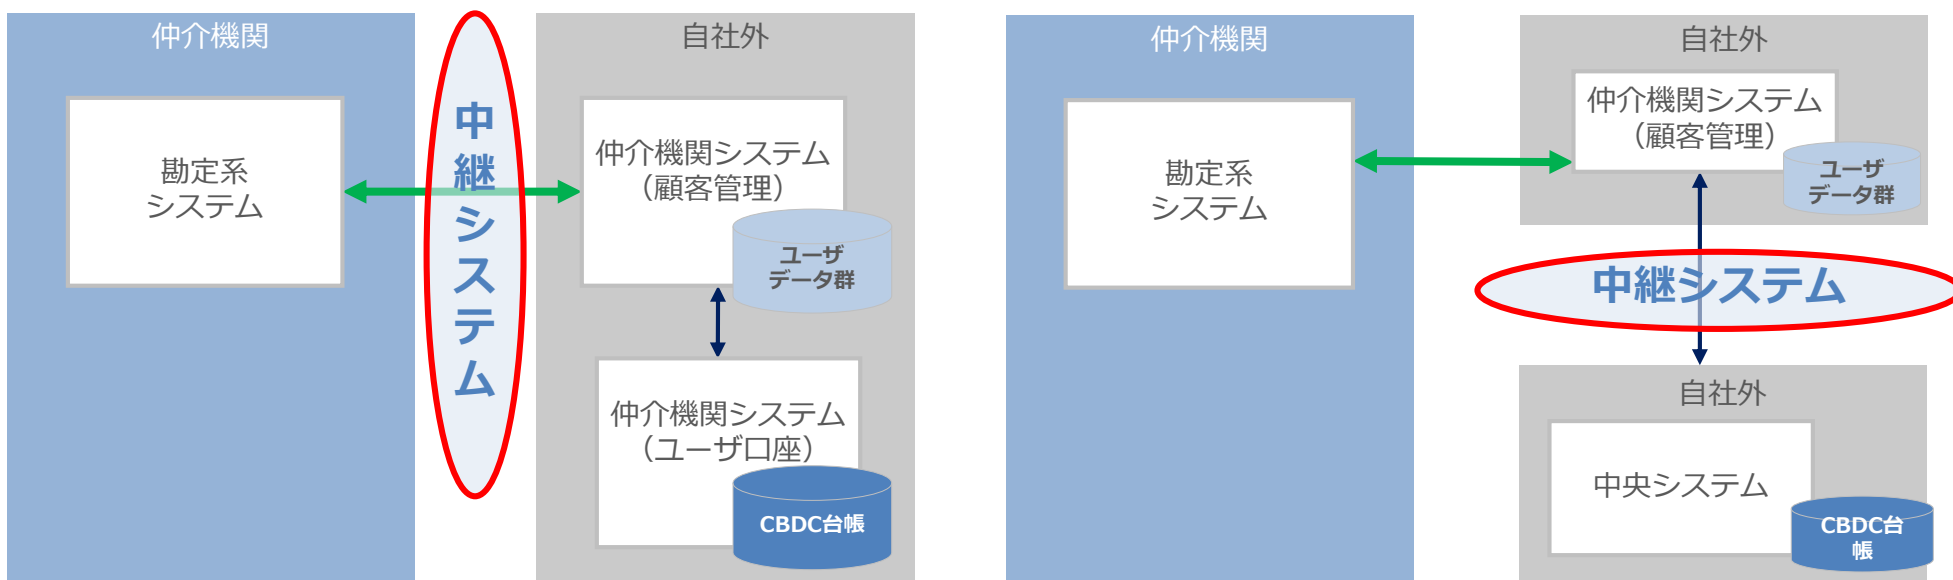 仲介機関
勘定系
システム
中継システム
自社外
仲介機関システム
（顧客管理）
ユーザ
データ群
仲介機関システム
（ユーザ口座）
CBDC台帳
仲介機関
勘定系
システム
自社外
仲介機関システム
（顧客管理）
ユーザ
データ群
中継システム
自社外
中央システム
CBDC台
帳